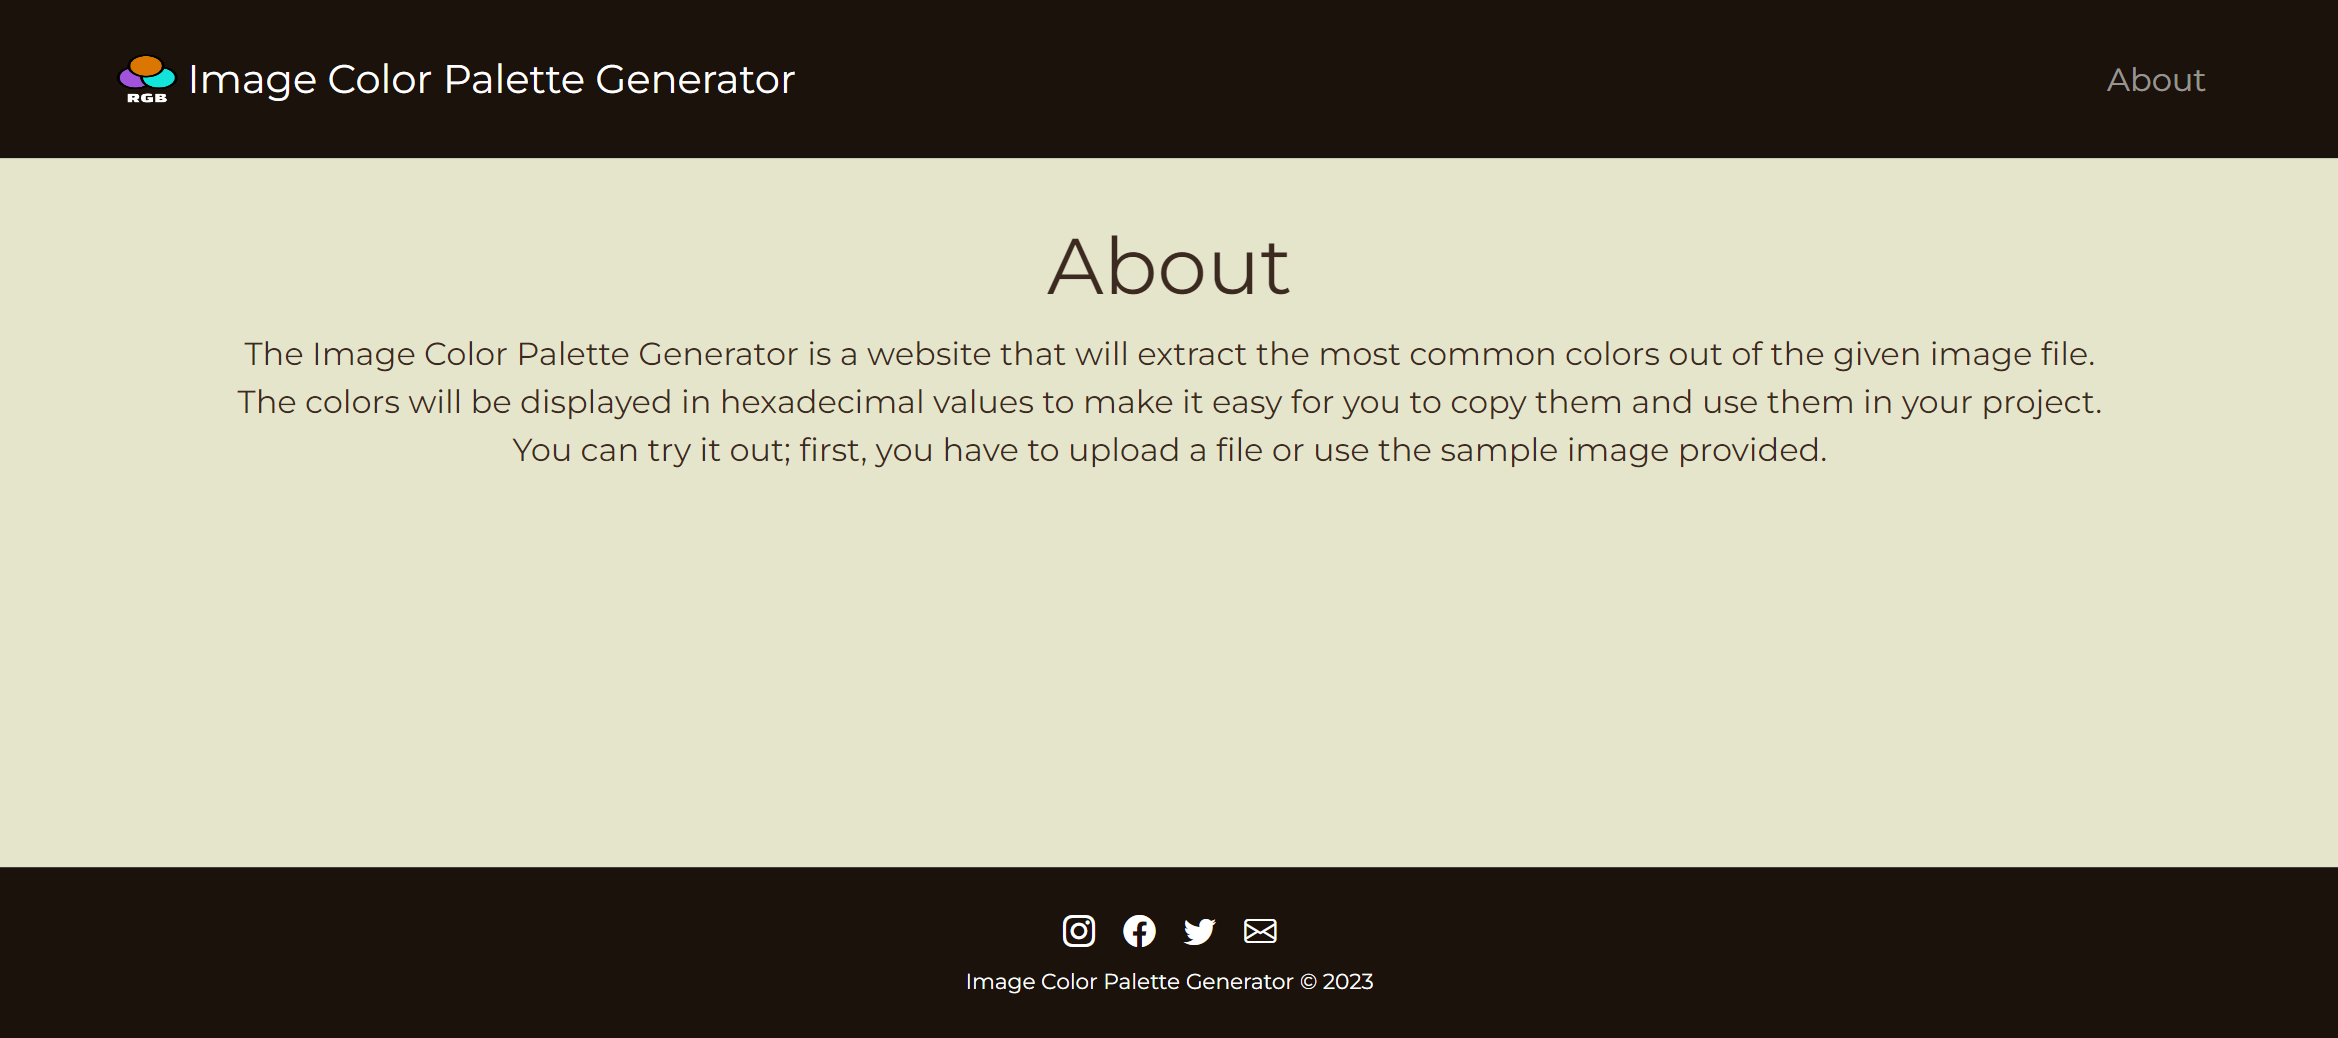 RGB
Image Color Palette Generator
About
About
The Image Color Palette Generator is a website that will extract the most common colors out of the given image file.
The colors will be displayed in hexadecimal values to make it easy for you to copy them and use them in your project.
You can try it out; first, you have to upload a file or use the sample image provided.
Image Color Palette Generator © 2023